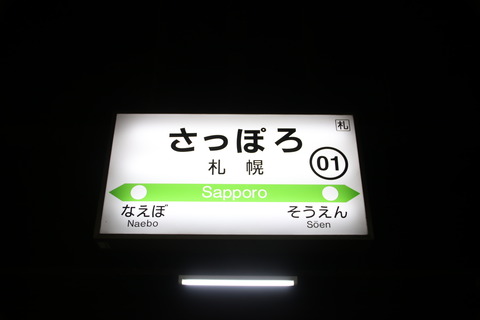 札
さっぽろ
札幌
01
Sapporo
なえぼ そうえん
Naebo Sōen